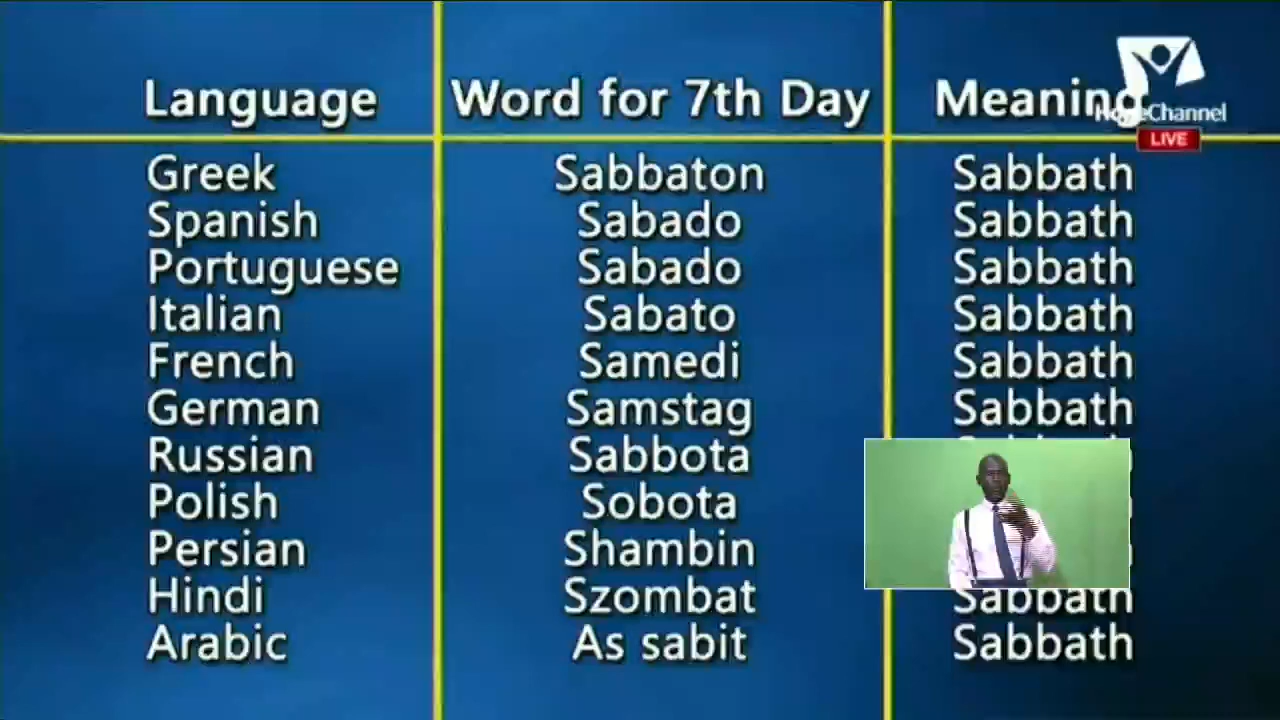 Language Word for 7th Day Meaning
HopeChannel
LIVE
Greek Sabbaton Sabbath
Spanish Sabado Sabbath
Portuguese Sabado Sabbath
Italian Sabato Sabbath
French Samedi Sabbath
German Samstag Sabbath
Russian Sabbota
Polish Sobota
Persian Shambin
Hindi Szombat Sabbath
Arabic As sabit Sabbath